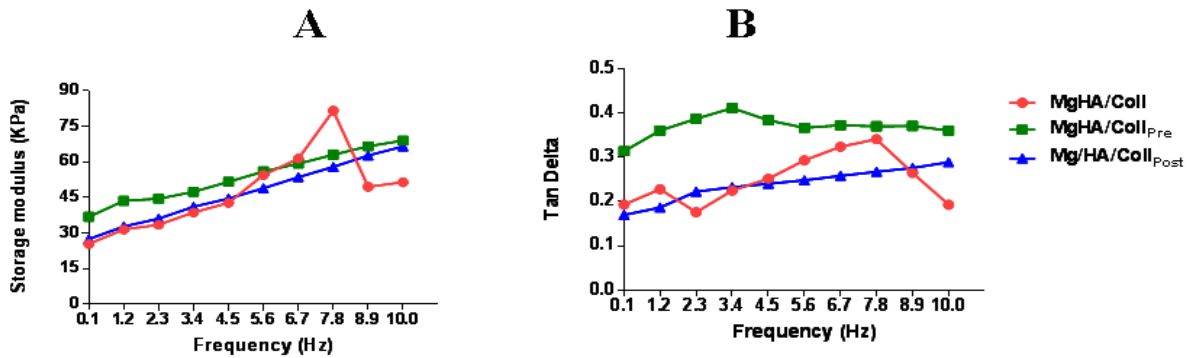 A
Storage modulus (KPa)
90
75
60
45
30
15
0
0.1 1.2 2.3 3.4 4.5 5.6 6.7 7.8 8.9 10.0
Frequency (Hz)
B
Tan Delta
0.5
0.4
0.3
0.2
0.1
0.0
0.1 1.2 2.3 3.4 4.5 5.6 6.7 7.8 8.9 10.0
Frequency (Hz)
MgHA/Coll
MgHA/CollPre
Mg/HA/CollPost